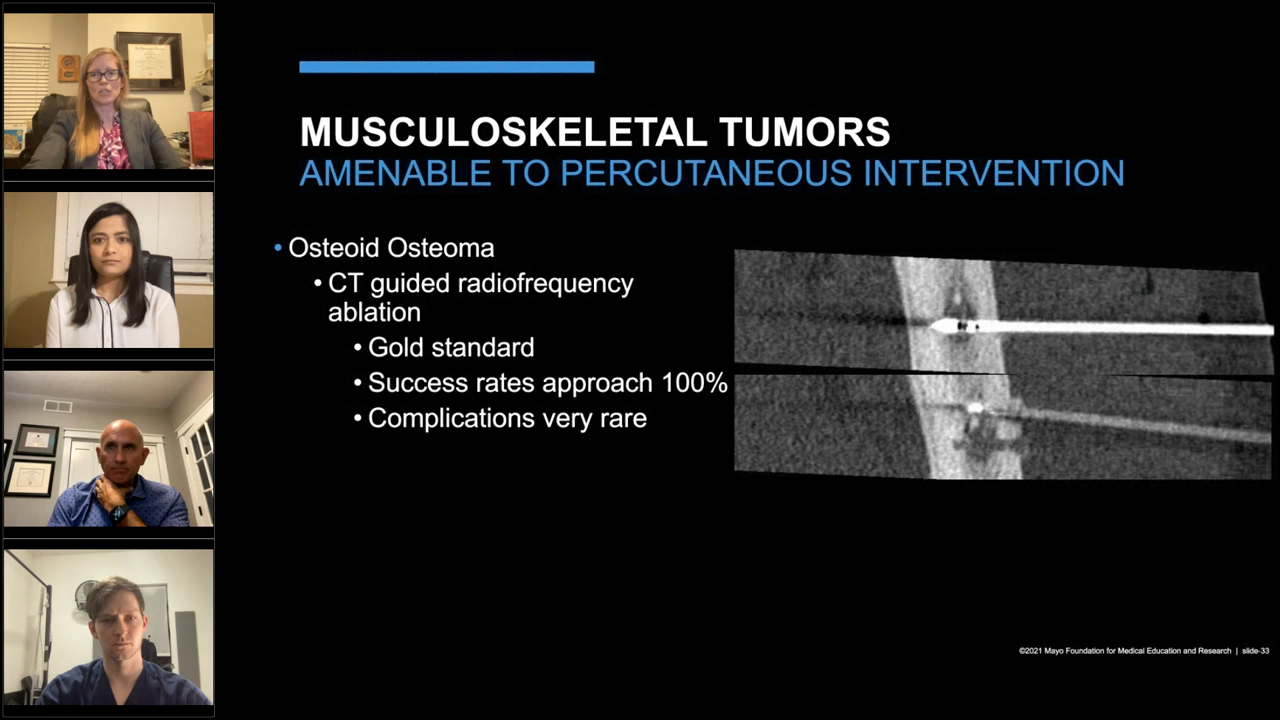 MUSCULOSKELETAL TUMORS
AMENABLE TO PERCUTANEOUS INTERVENTION
• Osteoid Osteoma
• CT guided radiofrequency
ablation
• Gold standard
• Success rates approach 100%
• Complications very rare
©2021 Mayo Foundation for Medical Education and Research | slide-33